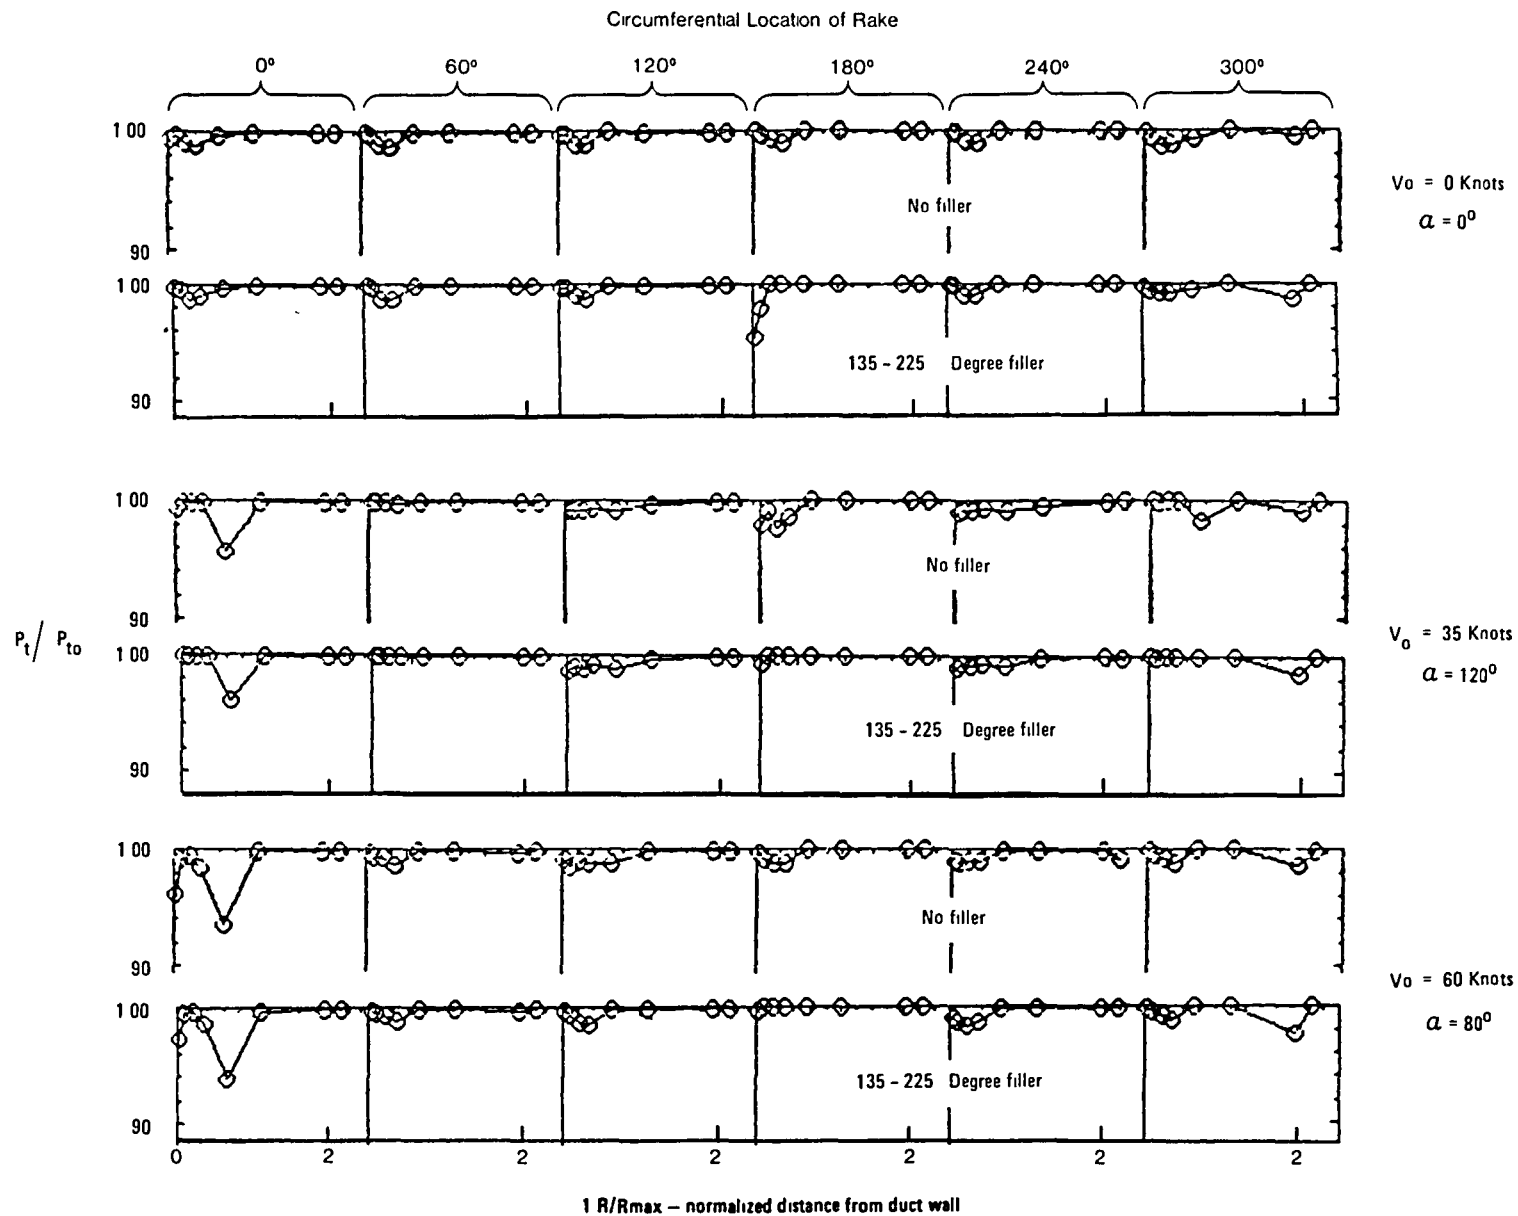 Circumferential Location of Rake
0° 60° 120° 180° 240° 300°
1 00
90
No filler
Vo = 0 Knots
α = 0°
1 00
90
135 - 225 Degree filler
1 00
90
No filler
Pt/ Pto
Vo = 35 Knots
α = 120°
1 00
90
135 - 225 Degree filler
1 00
90
No filler
Vo = 60 Knots
α = 80°
1 00
90
135 - 225 Degree filler
0 2 2 2 2 2 2
1 R/Rmax – normalized distance from duct wall